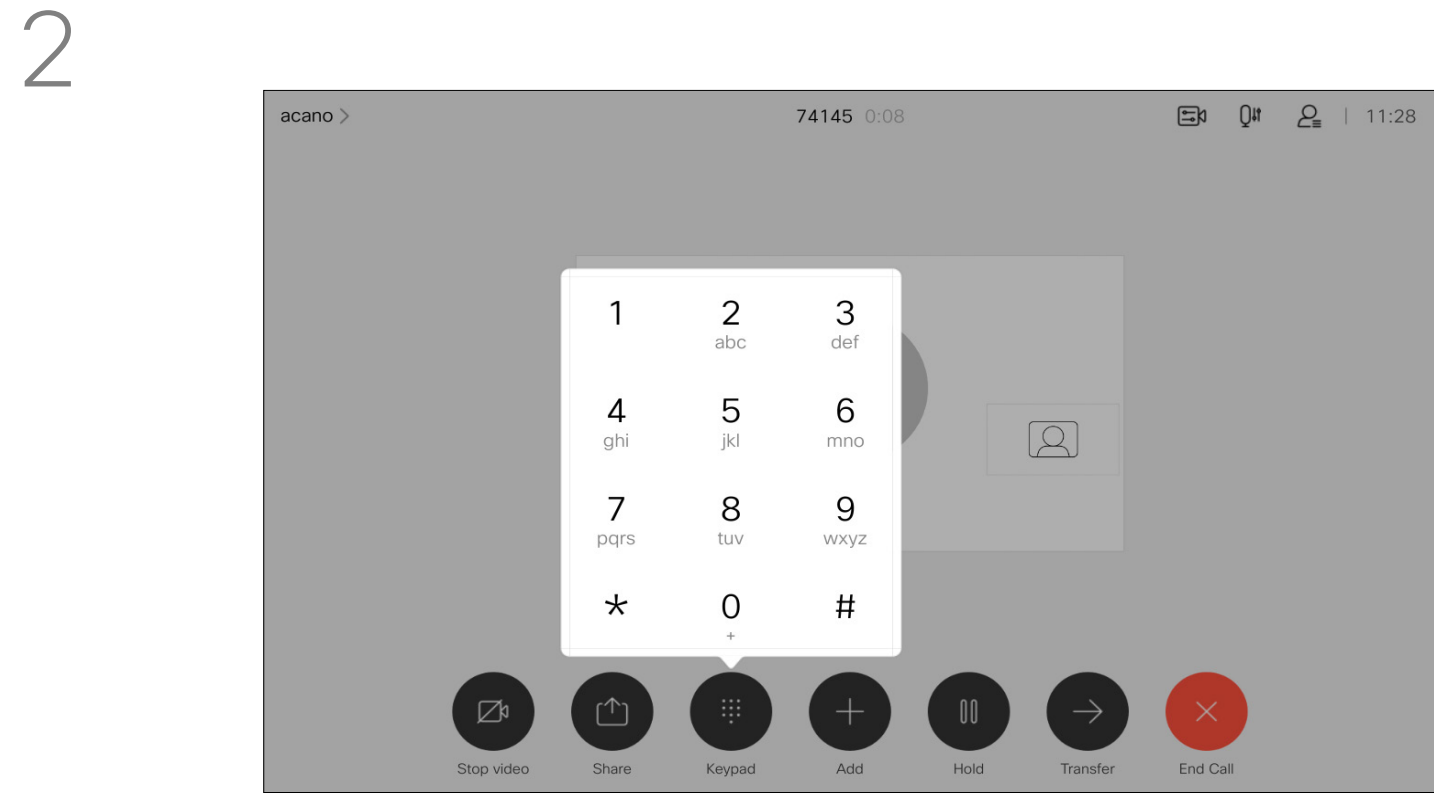 2
acano >
74145 0:08
11:28
1 2 3
abc def
4 5 6
ghi jkl mno
7 8 9
pqrs tuv wxyz
* 0 #
+
Stop video Share Keypad Add Hold Transfer End Call